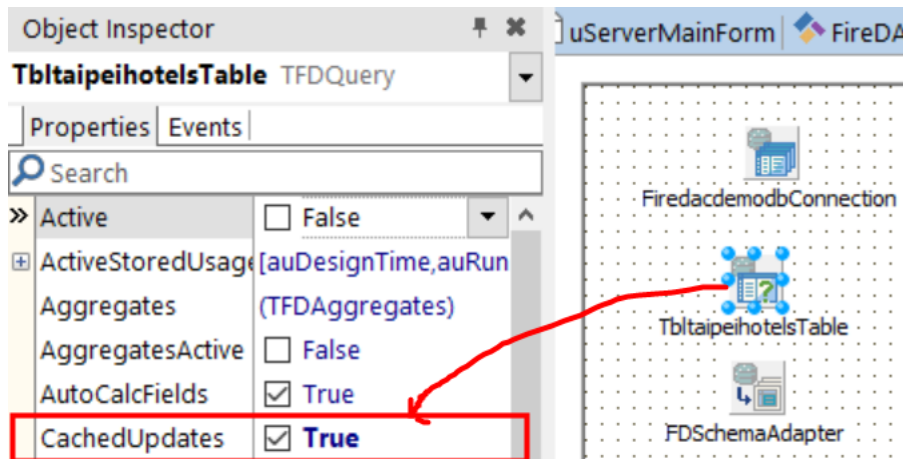 Object Inspector
TbltaipeihotelsTable TFDQuery
Properties Events
Search
Active False
ActiveStoredUsage [auDesignTime,auRun
Aggregates (TFDAggregates)
AggregatesActive False
AutoCalcFields True
CachedUpdates True
uServerMainForm FireDA
FiredacdemodbConnection
TbltaipeihotelsTable
FDSchemaAdapter